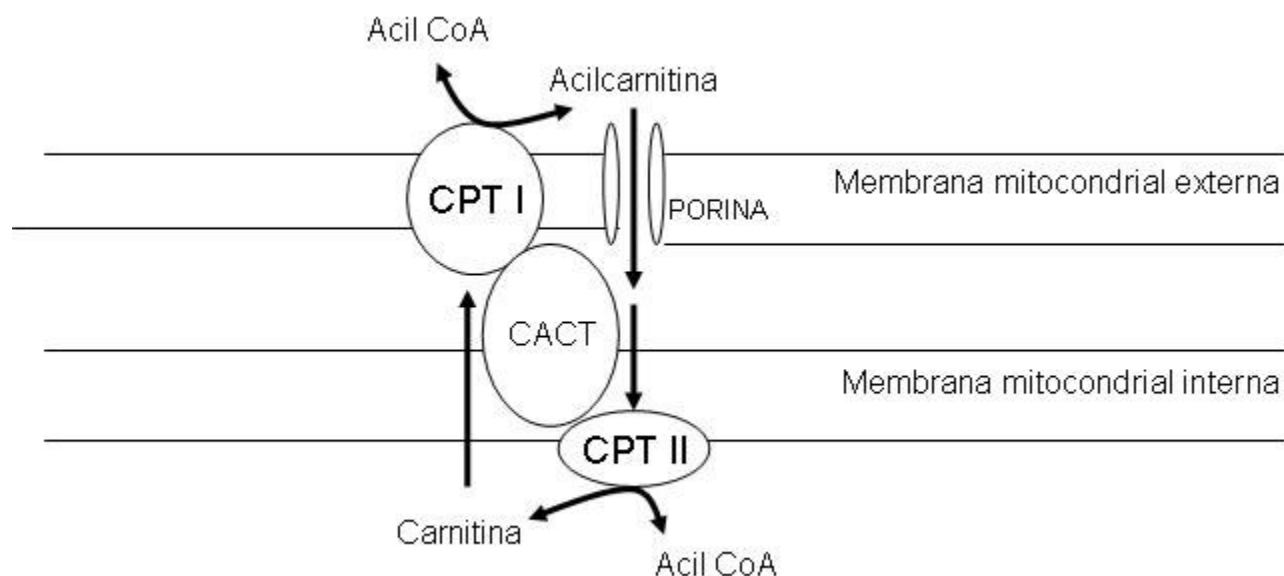 Acil CoA
Acilcarnitina
Membrana mitocondrial externa
CPT I
PORINA
CACT
Membrana mitocondrial interna
CPT II
Carnitina
Acil CoA